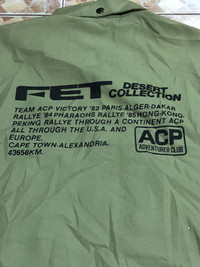 FET DESERT COLLECTION
TEAM ACP VICTORY '83 PARIS-ALGER-DAKAR
RALLYE '84 PHARAOHS RALLYE '85 HONG-KONG-
PEKING RALLYE THROUGH A CONTINENT ACP
ALL THROUGH THE U.S.A. AND
EUROPE.
CAPE TOWN-ALEXANDRIA.
43658KM.
ACP
ADVENTURER CLUB